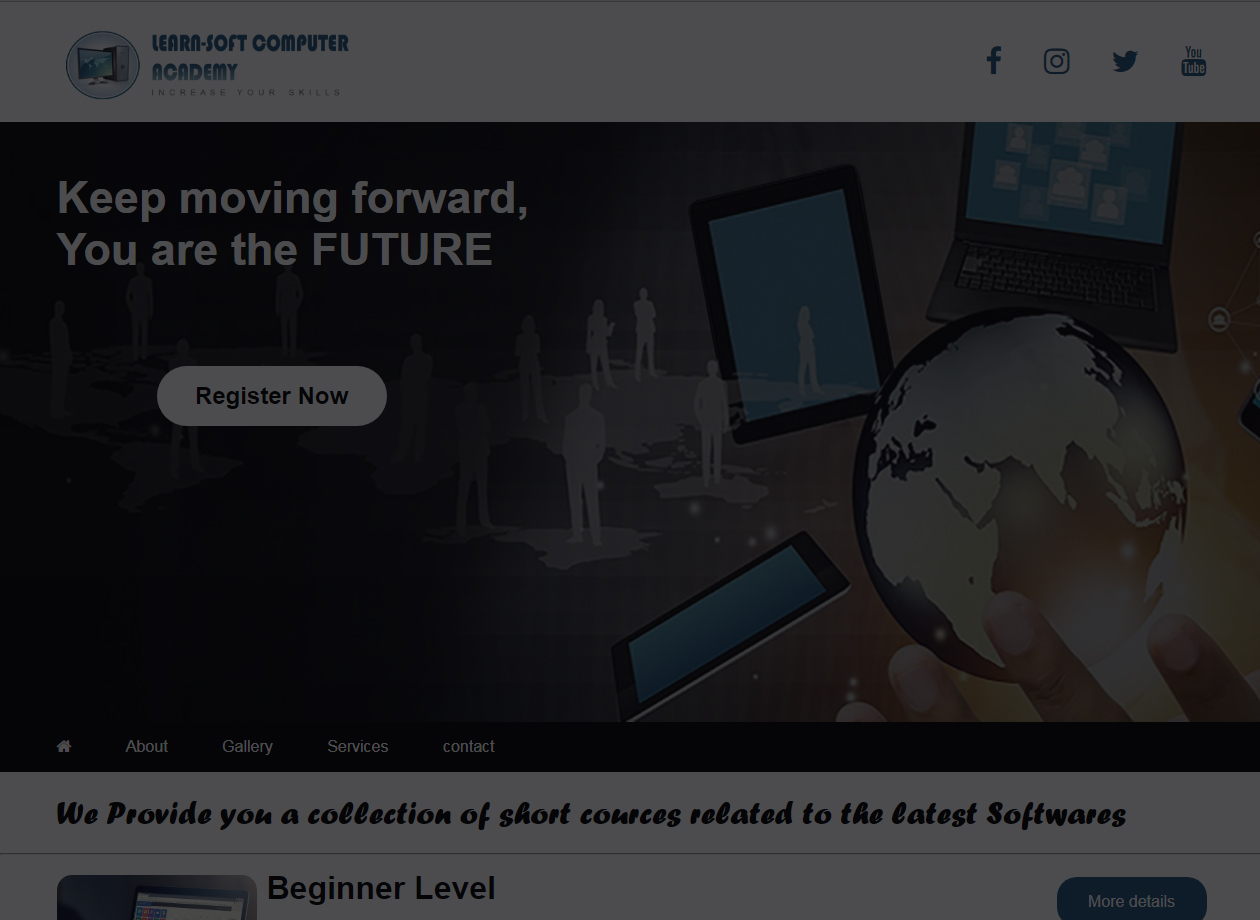 LEARN-SOFT COMPUTER
ACADEMY
INCREASE YOUR SKILLS
You
Tube
Keep moving forward,
You are the FUTURE
Register Now
About Gallery Services contact
We Provide you a collection of short cources related to the latest Softwares
Beginner Level
More details